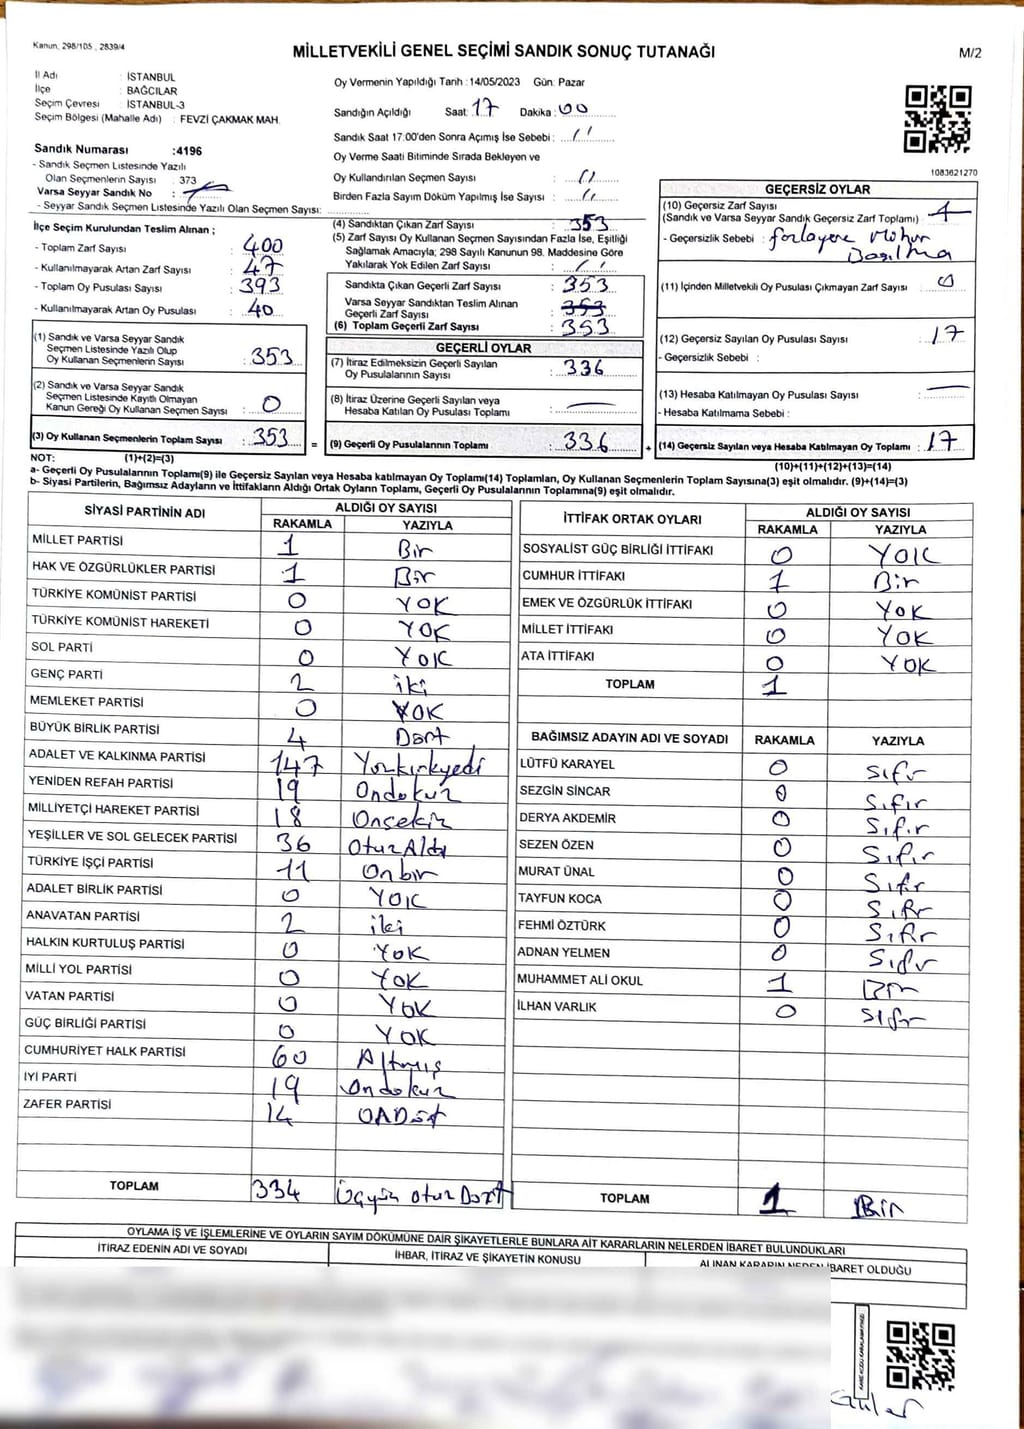 Kanun, 298/105 , 2839/4
MİLLETVEKİLİ GENEL SEÇİMİ SANDIK SONUÇ TUTANAĞI
M/2
İl Adı : İSTANBUL
İlçe : BAĞCILAR
Seçim Çevresi : İSTANBUL-3
Seçim Bölgesi (Mahalle Adı) : FEVZİ ÇAKMAK MAH.
Sandık Numarası :4196
- Sandık Seçmen Listesinde Yazılı
Olan Seçmenlerin Sayısı : 373
Varsa Seyyar Sandık No :
- Seyyar Sandık Seçmen Listesinde Yazılı Olan Seçmen Sayısı:
İlçe Seçim Kurulundan Teslim Alınan ;
- Toplam Zarf Sayısı : 400
- Kullanılmayarak Artan Zarf Sayısı : 47
- Toplam Oy Pusulası Sayısı : 393
- Kullanılmayarak Artan Oy Pusulası : 40
(1) Sandık ve Varsa Seyyar Sandık
Seçmen Listesinde Yazılı Olup
Oy Kullanan Seçmenlerin Sayısı : 353
(2) Sandık ve Varsa Seyyar Sandık
Seçmen Listesinde Kayıtlı Olmayan
Kanun Gereği Oy Kullanan Seçmen Sayısı : 0
(3) Oy Kullanan Seçmenlerin Toplam Sayısı : 353
Oy Vermenin Yapıldığı Tarih :14/05/2023 Gün: Pazar
Sandığın Açıldığı Saat: 17 Dakika : 00
Sandık Saat 17:00'den Sonra Açımış İse Sebebi : //
Oy Verme Saati Bitiminde Sırada Bekleyen ve
Oy Kullandırılan Seçmen Sayısı : //
Birden Fazla Sayım Döküm Yapılmış İse Sayısı : //
(4) Sandıktan Çıkan Zarf Sayısı : 353
(5) Zarf Sayısı Oy Kullanan Seçmen Sayısından Fazla İse, Eşitliği
Sağlamak Amacıyla; 298 Sayılı Kanunun 98. Maddesine Göre
Yakılarak Yok Edilen Zarf Sayısı : //
Sandıkta Çıkan Geçerli Zarf Sayısı : 353
Varsa Seyyar Sandıktan Teslim Alınan
Geçerli Zarf Sayısı : 353
(6) Toplam Geçerli Zarf Sayısı : 353
GEÇERLİ OYLAR
(7) İtiraz Edilmeksizin Geçerli Sayılan
Oy Pusulalarının Sayısı : 336
(8) İtiraz Üzerine Geçerli Sayılan veya
Hesaba Katılan Oy Pusulası Toplamı :
= (9) Geçerli Oy Pusulalarının Toplamı : 336
1083621270
GEÇERSİZ OYLAR
(10) Geçersiz Zarf Sayısı :
(Sandık ve Varsa Seyyar Sandık Geçersiz Zarf Toplamı)
- Geçersizlik Sebebi : fazlayere Mühür
Basılma
(11) İçinden Milletvekili Oy Pusulası Çıkmayan Zarf Sayısı : 0
(12) Geçersiz Sayılan Oy Pusulası Sayısı : 17
- Geçersizlik Sebebi :
(13) Hesaba Katılmayan Oy Pusulası Sayısı :
- Hesaba Katılmama Sebebi :
+ (14) Geçersiz Sayılan veya Hesaba Katılmayan Oy Toplamı : 17
NOT: (1)+(2)=(3)
(10)+(11)+(12)+(13)=(14)
a- Geçerli Oy Pusulalarının Toplamı(9) ile Geçersiz Sayılan veya Hesaba katılmayan Oy Toplamı(14) Toplamları, Oy Kullanan Seçmenlerin Toplam Sayısına(3) eşit olmalıdır. (9)+(14)=(3)
b- Siyasi Partilerin, Bağımsız Adayların ve İttifakların Aldığı Ortak Oyların Toplamı, Geçerli Oy Pusulalarının Toplamına(9) eşit olmalıdır.
SİYASİ PARTİNİN ADI ALDIĞI OY SAYISI
RAKAMLA YAZIYLA
MİLLET PARTİSİ 1 Bir
HAK VE ÖZGÜRLÜKLER PARTİSİ 1 Bir
TÜRKİYE KOMÜNİST PARTİSİ 0 YOK
TÜRKİYE KOMÜNİST HAREKETİ 0 YOK
SOL PARTİ 0 YOK
GENÇ PARTİ 2 iki
MEMLEKET PARTİSİ 0 YOK
BÜYÜK BİRLİK PARTİSİ 4 Dört
ADALET VE KALKINMA PARTİSİ 147 Yüzkırkyedi
YENİDEN REFAH PARTİSİ 19 Ondokuz
MİLLİYETÇİ HAREKET PARTİSİ 18 Onsekiz
YEŞİLLER VE SOL GELECEK PARTİSİ 36 OtuzAltı
TÜRKİYE İŞÇİ PARTİSİ 11 Onbir
ADALET BİRLİK PARTİSİ 0 YOK
ANAVATAN PARTİSİ 2 iki
HALKIN KURTULUŞ PARTİSİ 0 YOK
MİLLİ YOL PARTİSİ 0 YOK
VATAN PARTİSİ 0 YOK
GÜÇ BİRLİĞİ PARTİSİ 0 YOK
CUMHURİYET HALK PARTİSİ 60 Altmış
İYİ PARTİ 19 Ondokuz
ZAFER PARTİSİ 14 ONDört
TOPLAM 334 Üçyüz OtuzDört
İTTİFAK ORTAK OYLARI ALDIĞI OY SAYISI
RAKAMLA YAZIYLA
SOSYALİST GÜÇ BİRLİĞİ İTTİFAKI 0 YOK
CUMHUR İTTİFAKI 1 Bir
EMEK VE ÖZGÜRLÜK İTTİFAKI 0 YOK
MİLLET İTTİFAKI 0 YOK
ATA İTTİFAKI 0 YOK
TOPLAM 1
BAĞIMSIZ ADAYIN ADI VE SOYADI RAKAMLA YAZIYLA
LÜTFÜ KARAYEL 0 Sıfır
SEZGİN SİNCAR 0 Sıfır
DERYA AKDEMİR 0 Sıfır
SEZEN ÖZEN 0 Sıfır
MURAT ÜNAL 0 Sıfır
TAYFUN KOCA 0 Sıfır
FEHMİ ÖZTÜRK 0 Sıfır
ADNAN YELMEN 0 Sıfır
MUHAMMET ALİ OKUL 1 Bir
İLHAN VARLIK 0 Sıfır
TOPLAM 1 Bir
OYLAMA İŞ VE İŞLEMLERİNE VE OYLARIN SAYIM DÖKÜMÜNE DAİR ŞİKAYETLERLE BUNLARA AİT KARARLARIN NELERDEN İBARET BULUNDUKLARI
İTİRAZ EDENİN ADI VE SOYADI İHBAR, İTİRAZ VE ŞİKAYETİN KONUSU ALINAN KARARIN NEDEN İBARET OLDUĞU